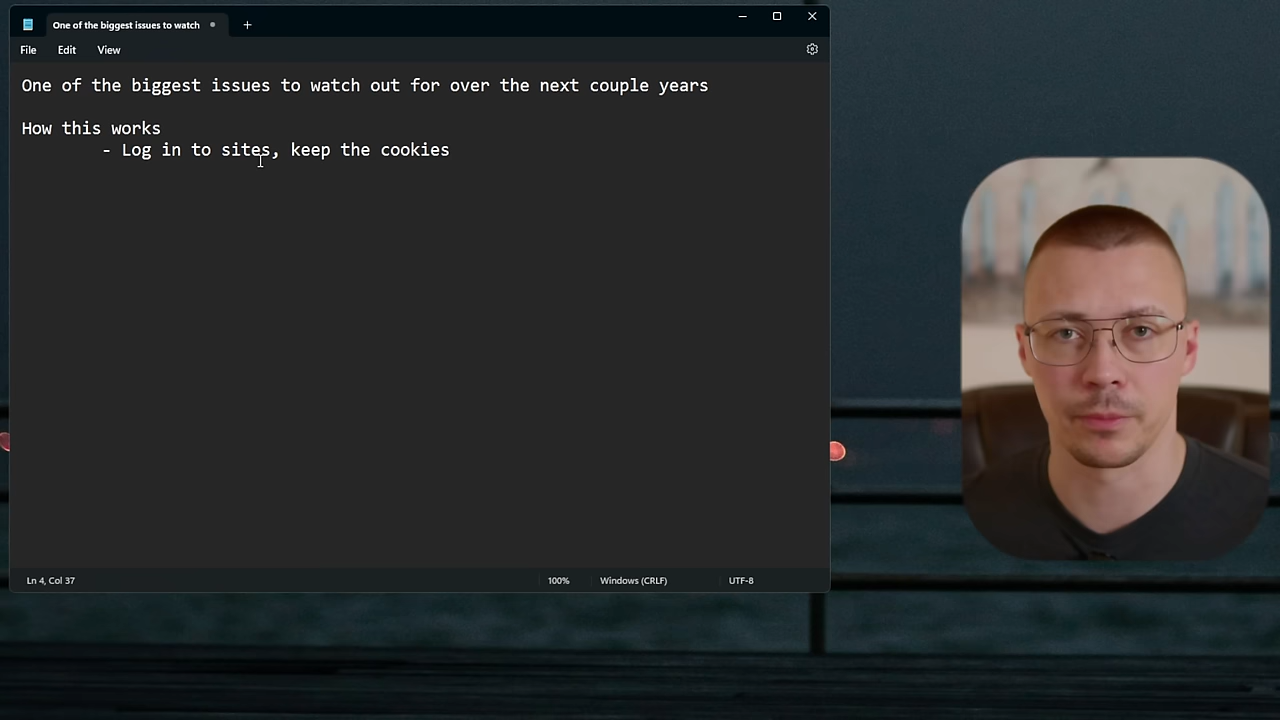 One of the biggest issues to watch
File Edit View
One of the biggest issues to watch out for over the next couple years
How this works
- Log in to sites, keep the cookies
Ln 4, Col 37 100% Windows (CRLF) UTF-8